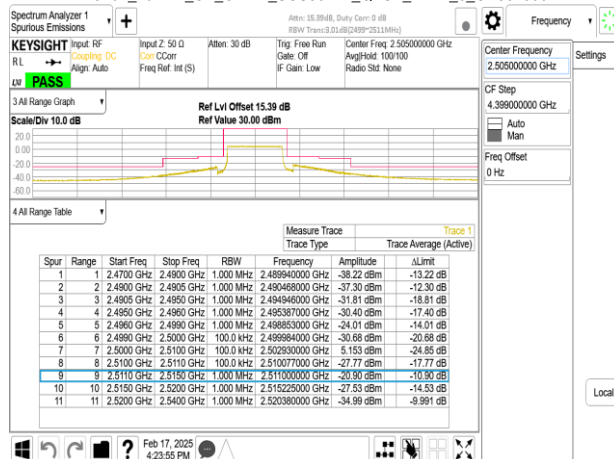 Spectrum Analyzer 1
Spurious Emissions
Attn: 15.39dB, Duty Corr: 0 dB
RBW Trans:3.01dB(2499~2511MHz)
Frequency
Settings
KEYSIGHT
RL
Align: Auto
Input: RF
Coupling: DC
Input Z: 50 Ω
Corr CCorr
Freq Ref: Int (S)
Atten: 30 dB
Trig: Free Run
Gate: Off
IF Gain: Low
Center Freq: 2.505000000 GHz
Avg|Hold: 100/100
Radio Std: None
PASS
Center Frequency
2.505000000 GHz
CF Step
4.399000000 GHz
Auto
Man
Freq Offset
0 Hz
Local
3 All Range Graph
Scale/Div 10.0 dB
Ref Lvl Offset 15.39 dB
Ref Value 30.00 dBm
20.0
0.00
-20.0
-40.0
-60.0
4 All Range Table
Measure Trace Trace 1
Trace Type Trace Average (Active)
Spur Range Start Freq Stop Freq RBW Frequency Amplitude ΔLimit
1 1 2.4700 GHz 2.4900 GHz 1.000 MHz 2.489940000 GHz -38.22 dBm -13.22 dB
2 2 2.4900 GHz 2.4905 GHz 1.000 MHz 2.490468000 GHz -37.30 dBm -12.30 dB
3 3 2.4905 GHz 2.4950 GHz 1.000 MHz 2.494946000 GHz -31.81 dBm -18.81 dB
4 4 2.4950 GHz 2.4960 GHz 1.000 MHz 2.495387000 GHz -30.40 dBm -17.40 dB
5 5 2.4960 GHz 2.4990 GHz 1.000 MHz 2.498853000 GHz -24.01 dBm -14.01 dB
6 6 2.4990 GHz 2.5000 GHz 100.0 kHz 2.499984000 GHz -30.68 dBm -20.68 dB
7 7 2.5000 GHz 2.5100 GHz 100.0 kHz 2.502930000 GHz 5.153 dBm -24.85 dB
8 8 2.5100 GHz 2.5110 GHz 100.0 kHz 2.510077000 GHz -27.77 dBm -17.77 dB
9 9 2.5110 GHz 2.5150 GHz 1.000 MHz 2.511000000 GHz -20.90 dBm -10.90 dB
10 10 2.5150 GHz 2.5200 GHz 1.000 MHz 2.515225000 GHz -27.53 dBm -14.53 dB
11 11 2.5200 GHz 2.5400 GHz 1.000 MHz 2.520380000 GHz -34.99 dBm -9.991 dB
Feb 17, 2025
4:23:55 PM